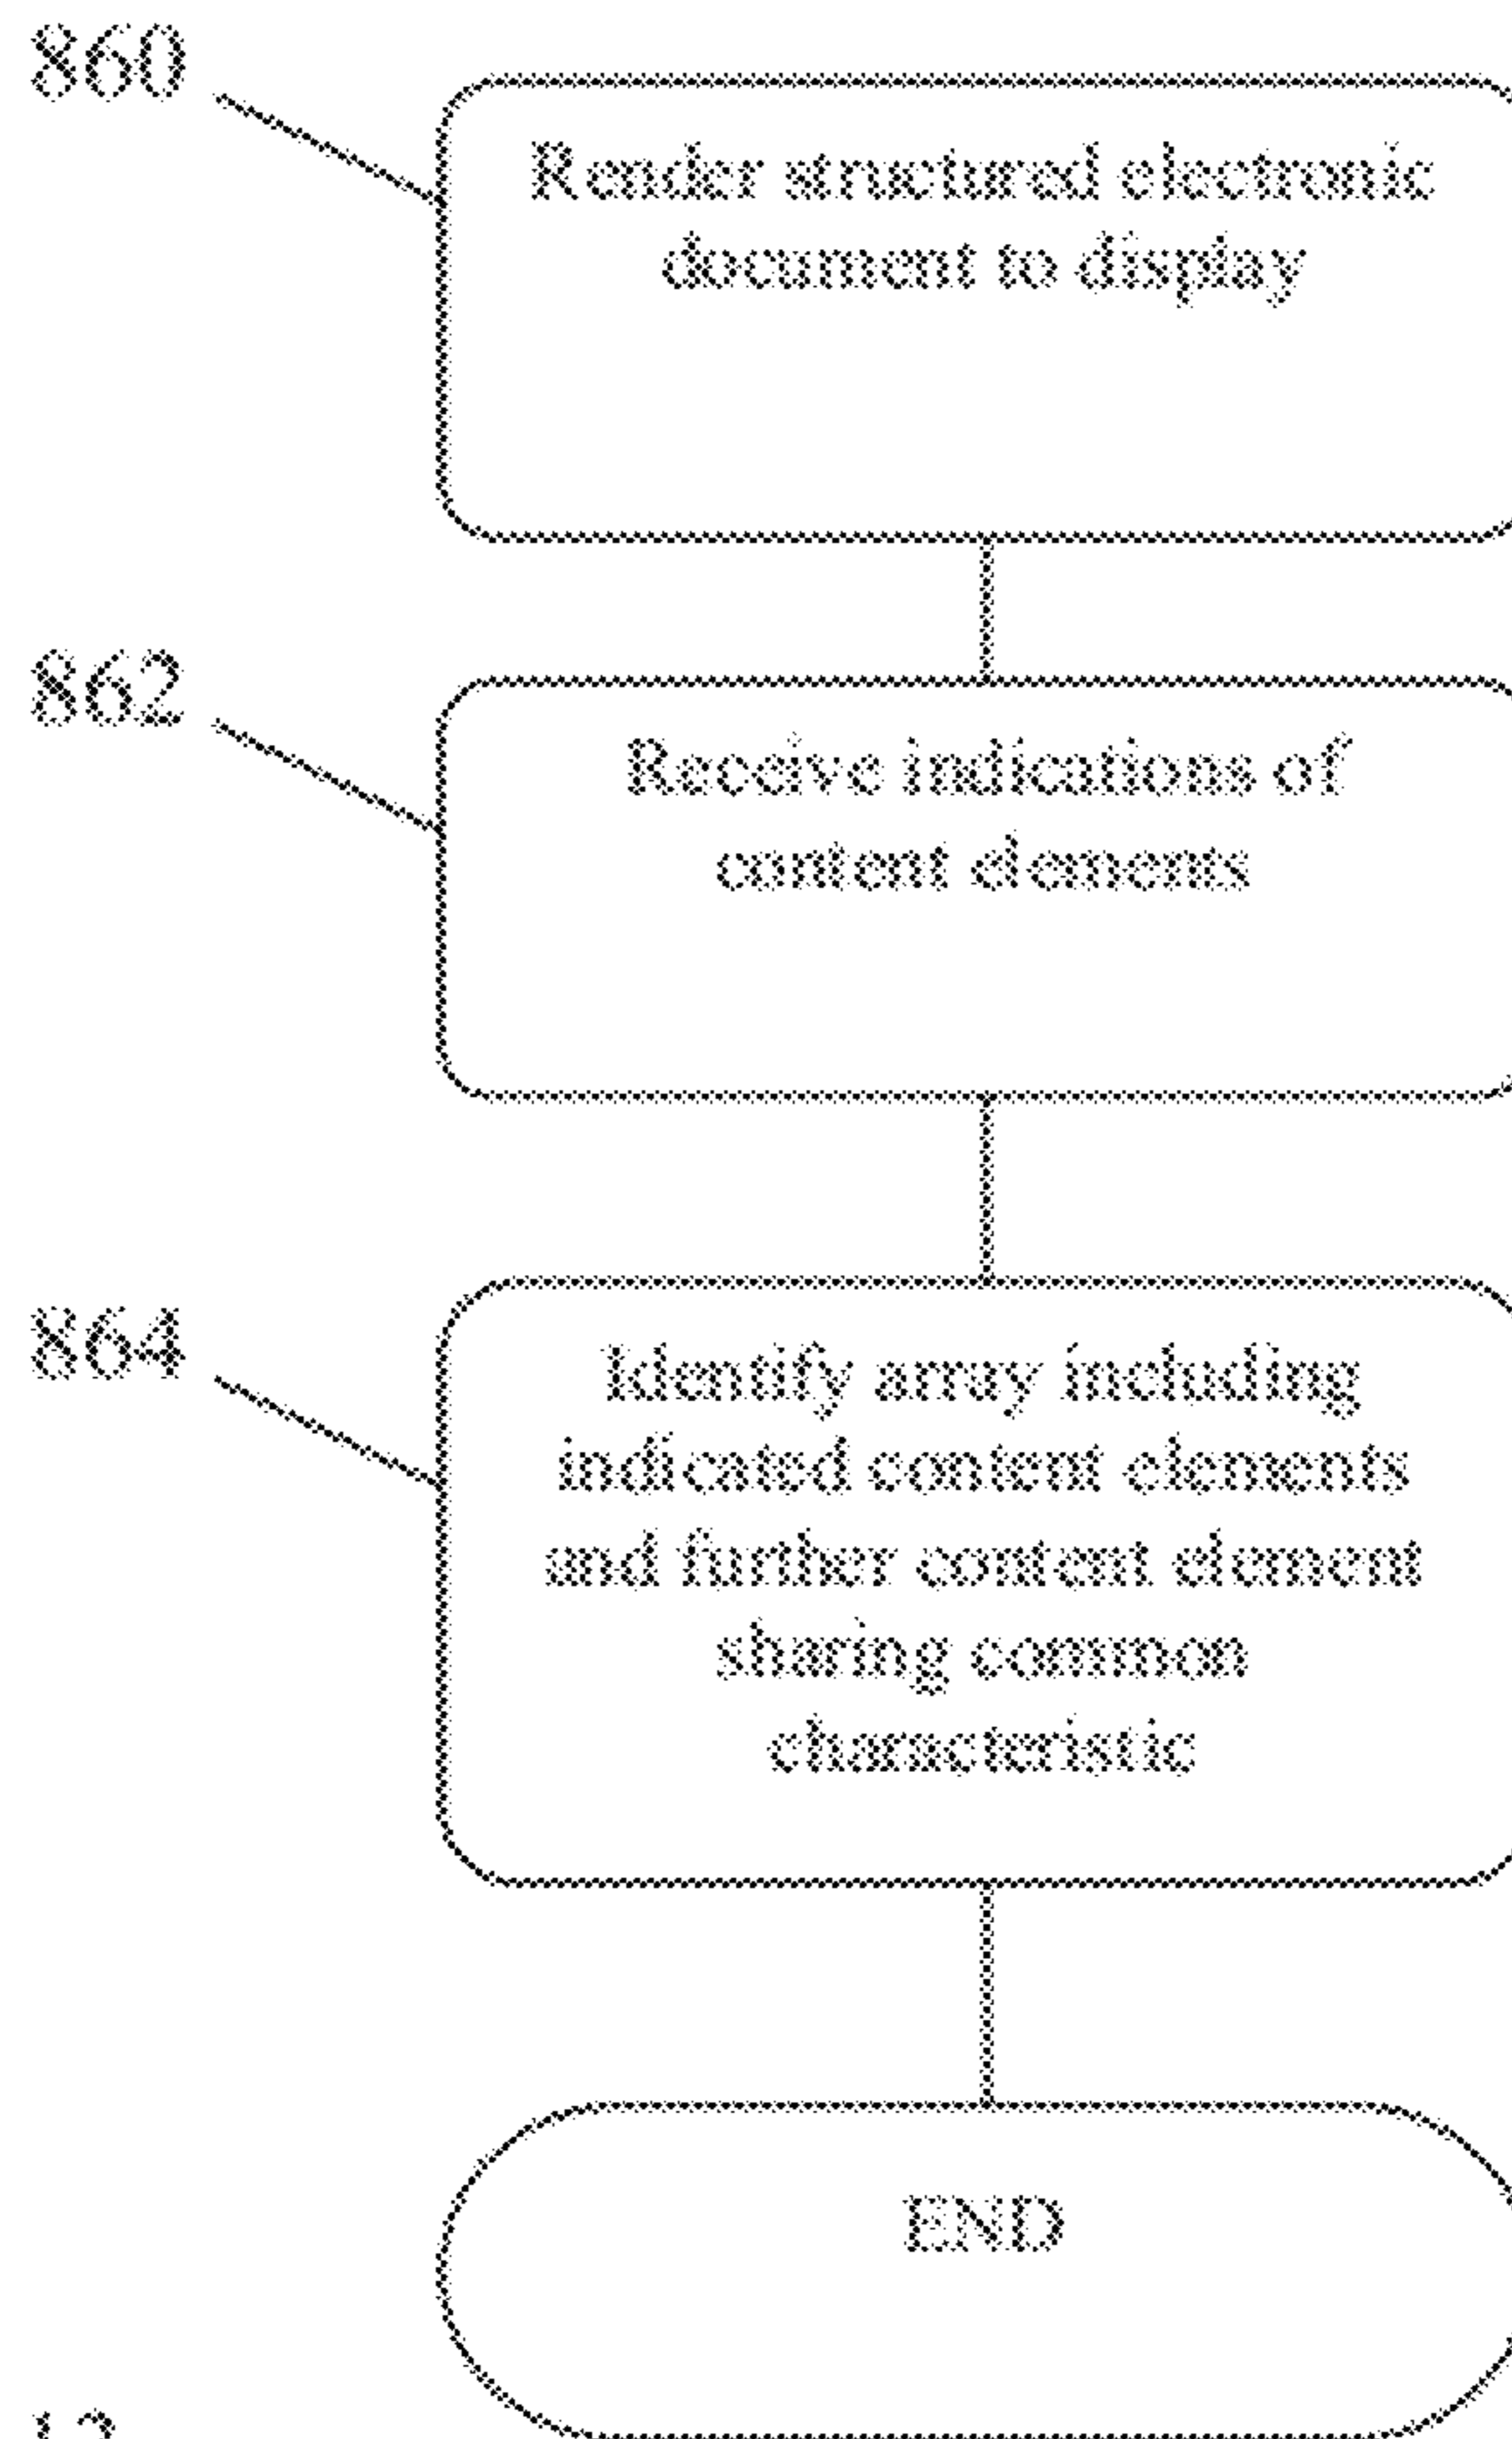 860
Render structured electronic
document to display
862
Receive indications of
content elements
864
Identify array including
indicated content elements
and further content element
sharing common
characteristic
END